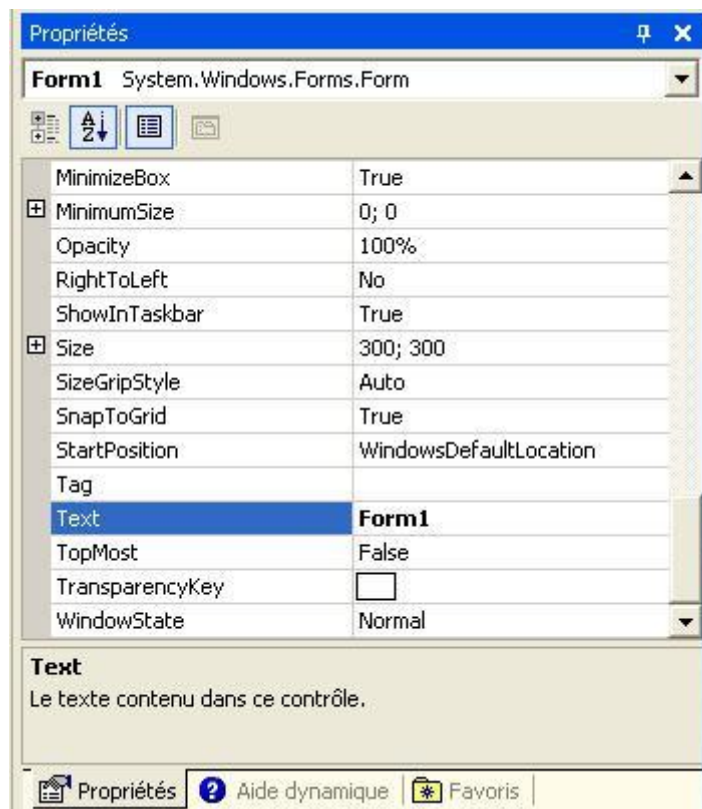 Propriétés
Form1 System.Windows.Forms.Form
MinimizeBox True
MinimumSize 0; 0
Opacity 100%
RightToLeft No
ShowInTaskbar True
Size 300; 300
SizeGripStyle Auto
SnapToGrid True
StartPosition WindowsDefaultLocation
Tag
Text Form1
TopMost False
TransparencyKey
WindowState Normal
Text
Le texte contenu dans ce contrôle.
Propriétés Aide dynamique Favoris